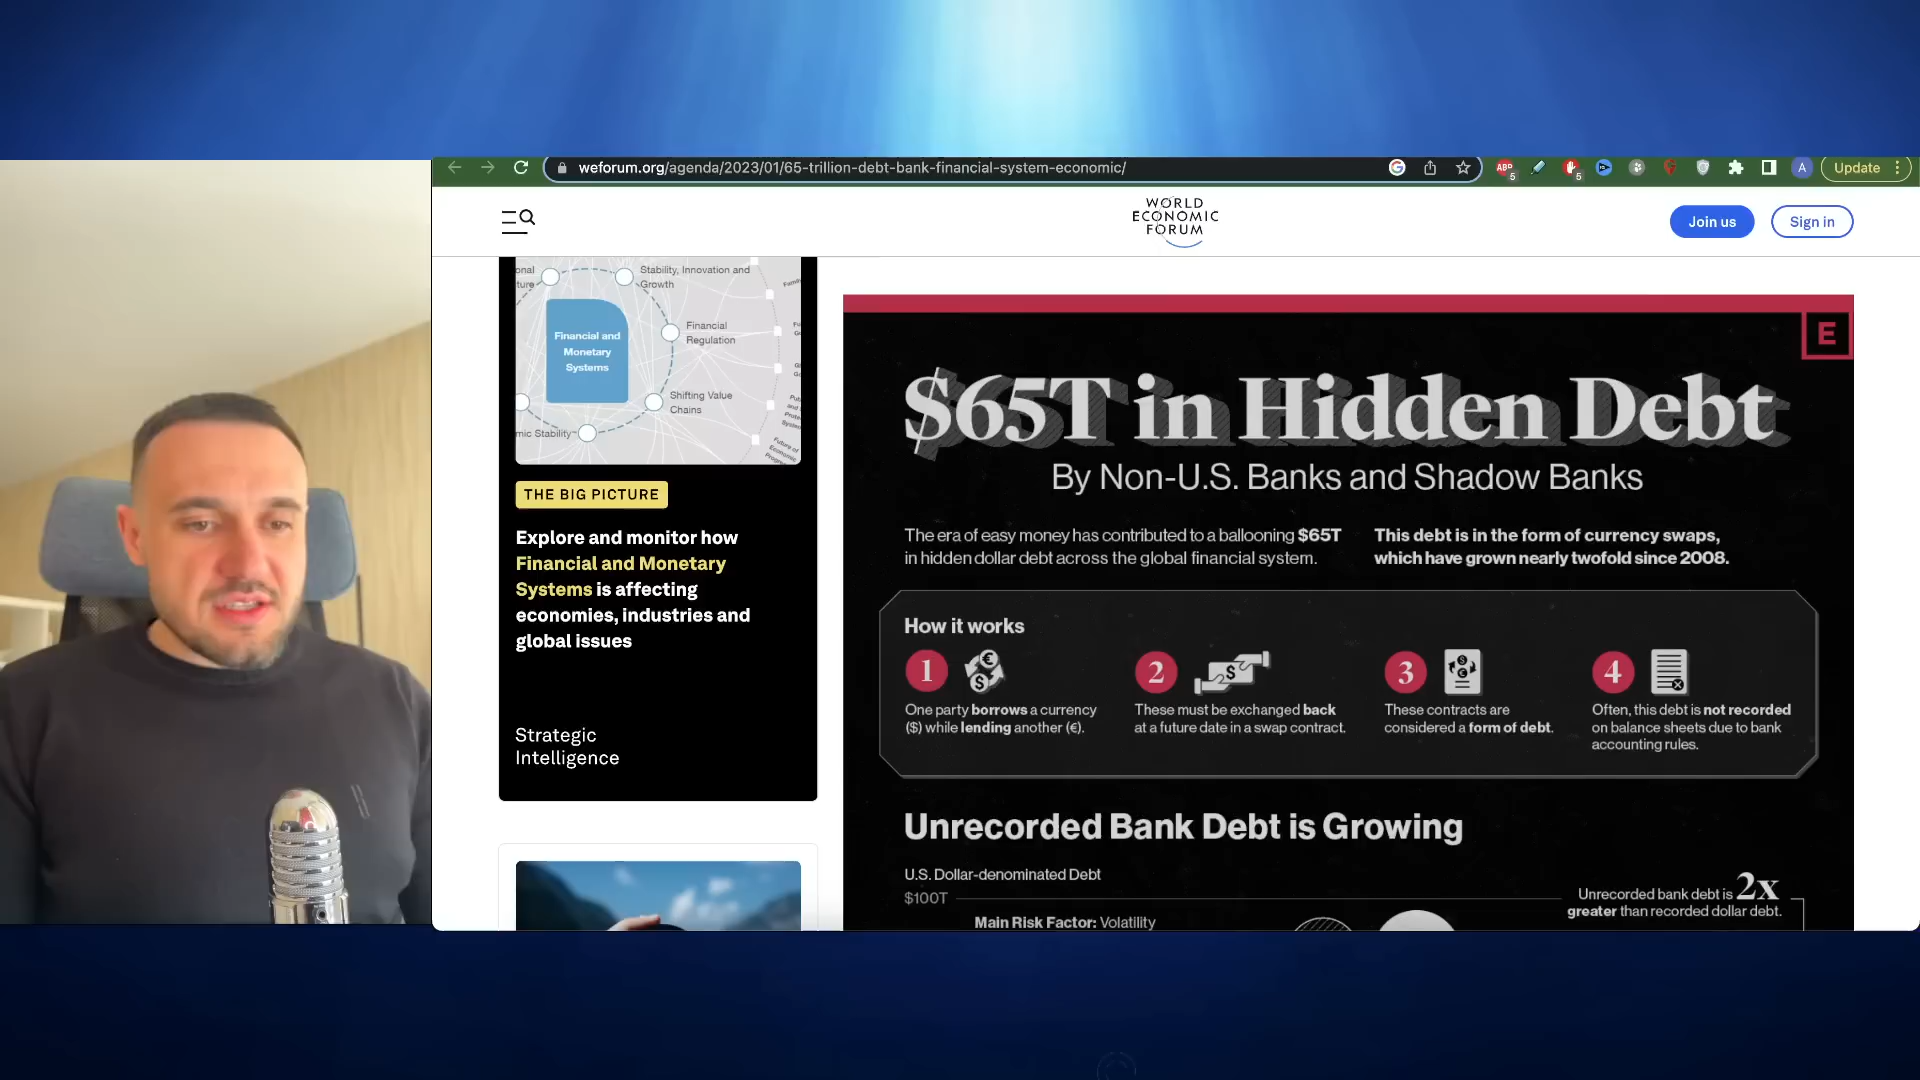 weforum.org/agenda/2023/01/65-trillion-debt-bank-financial-system-economic/
ABP
5
5
A
Update
WORLD
ECONOMIC
FORUM
Join us
Sign in
Stability, Innovation and
Growth
Financial and
Monetary
Systems
Financial
Regulation
Shifting Value
Chains
mic Stability
THE BIG PICTURE
Explore and monitor how
Financial and Monetary
Systems is affecting
economies, industries and
global issues
Strategic
Intelligence
E
$65T in Hidden Debt
By Non-U.S. Banks and Shadow Banks
The era of easy money has contributed to a ballooning $65T
in hidden dollar debt across the global financial system.
This debt is in the form of currency swaps,
which have grown nearly twofold since 2008.
How it works
1
One party borrows a currency
($) while lending another (€).
2
These must be exchanged back
at a future date in a swap contract.
3
These contracts are
considered a form of debt.
4
Often, this debt is not recorded
on balance sheets due to bank
accounting rules.
Unrecorded Bank Debt is Growing
U.S. Dollar-denominated Debt
$100T
Main Risk Factor: Volatility
Unrecorded bank debt is 2x
greater than recorded dollar debt.